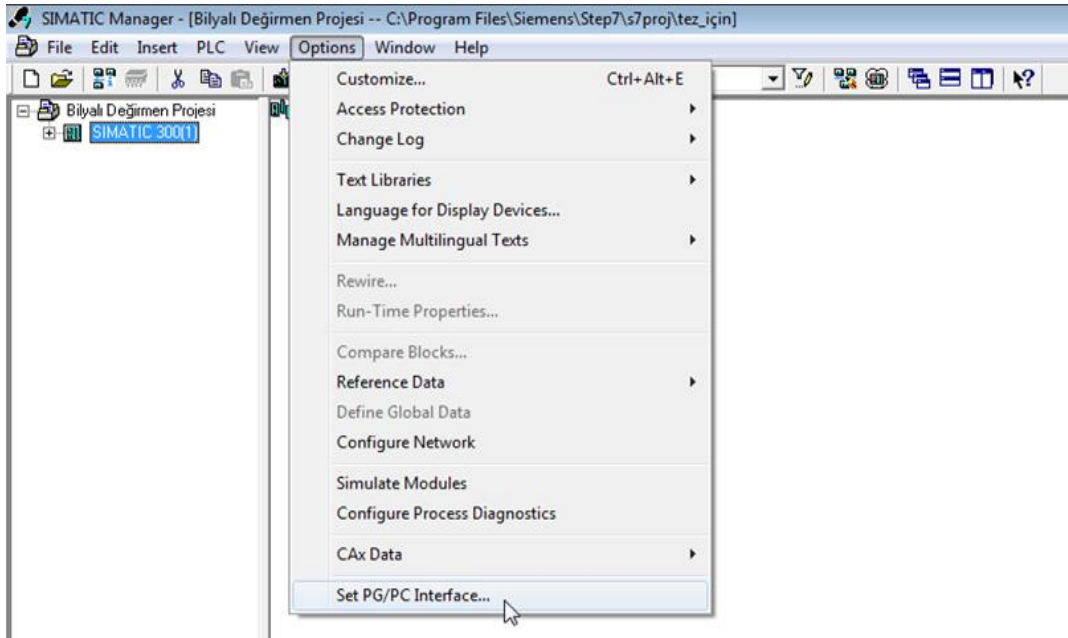 SIMATIC Manager - [Bilyalı Değirmen Projesi -- C:\Program Files\Siemens\Step7\s7proj\tez_için]
File Edit Insert PLC View Options Window Help
Bilyalı Değirmen Projesi
SIMATIC 300(1)
Customize... Ctrl+Alt+E
Access Protection
Change Log
Text Libraries
Language for Display Devices...
Manage Multilingual Texts
Rewire...
Run-Time Properties...
Compare Blocks...
Reference Data
Define Global Data
Configure Network
Simulate Modules
Configure Process Diagnostics
CAx Data
Set PG/PC Interface...